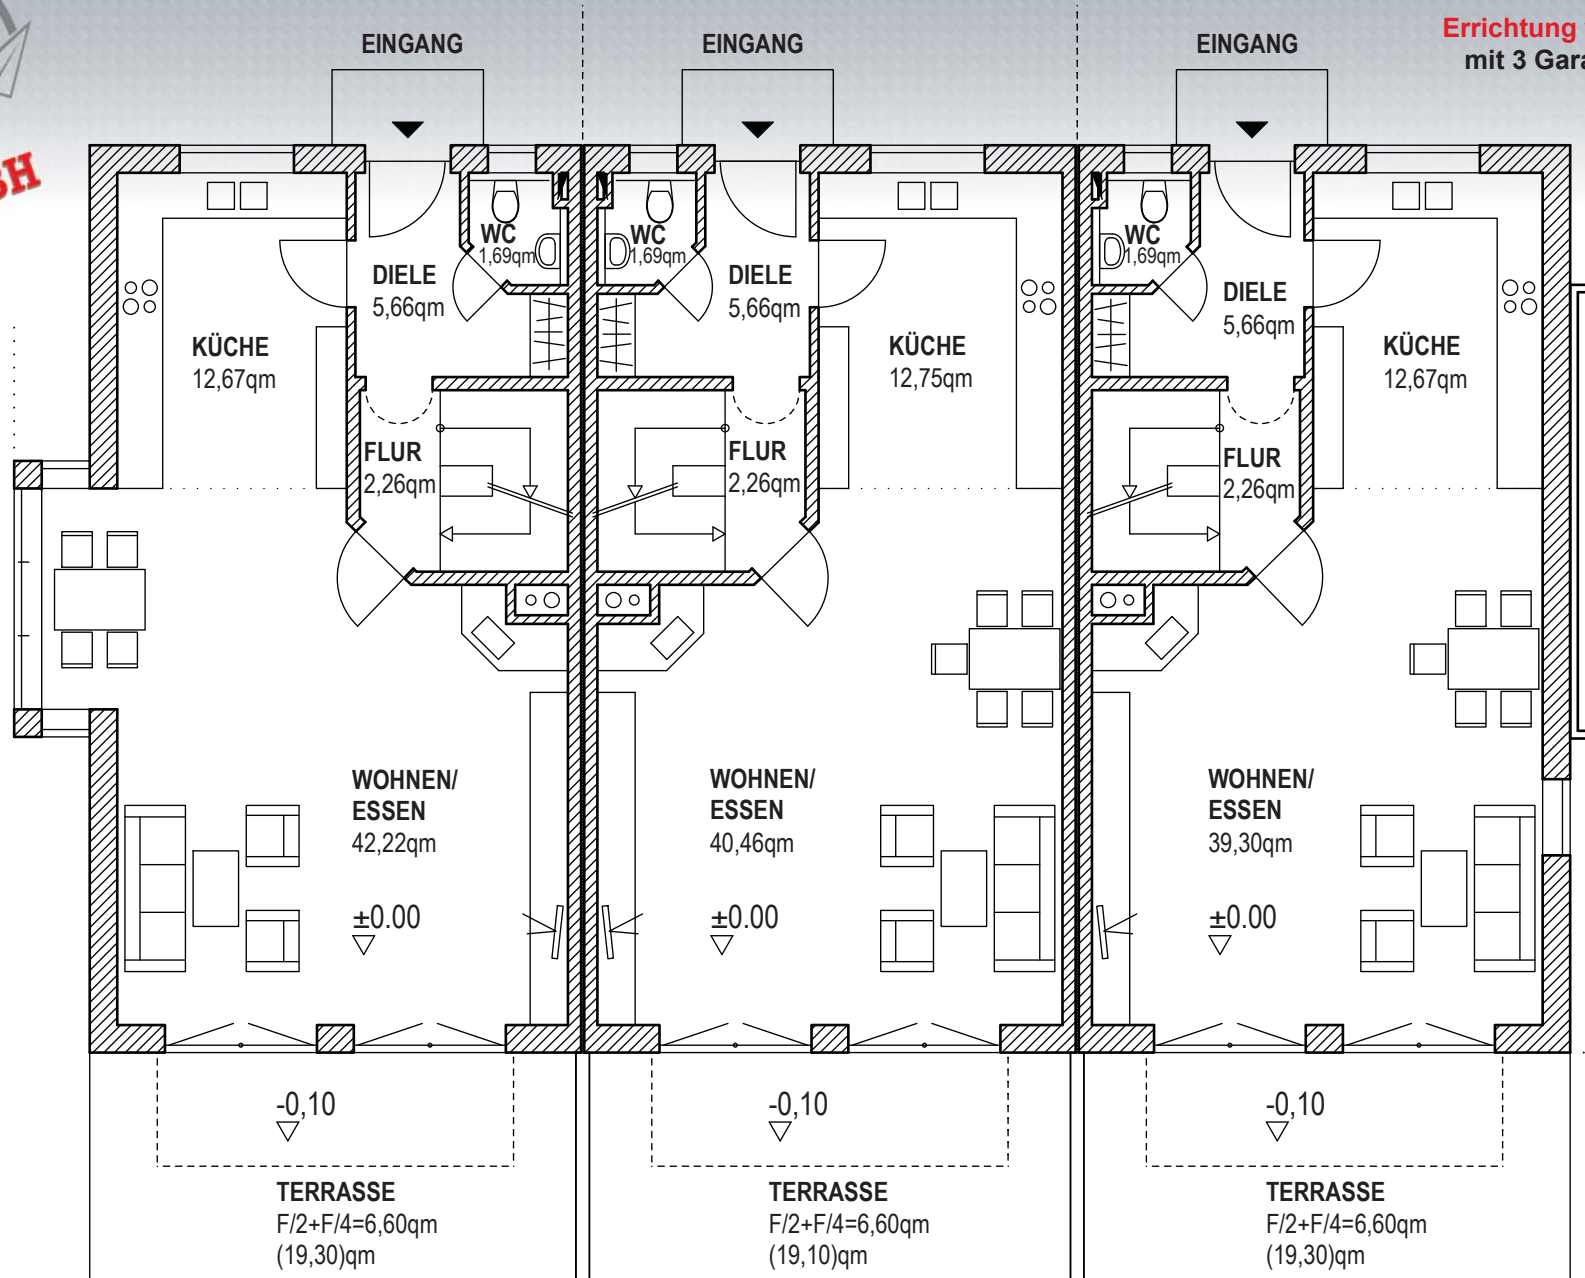 EINGANG
EINGANG
EINGANG
Errichtung
mit 3
WC
1,69qm
DIELE
5,66qm
KÜCHE
12,67qm
FLUR
2,26qm
WOHNEN/
ESSEN
42,22qm
±0.00
-0,10
TERRASSE
F/2+F/4=6,60qm
(19,30)qm
WC
1,69qm
DIELE
5,66qm
KÜCHE
12,75qm
FLUR
2,26qm
WOHNEN/
ESSEN
40,46qm
±0.00
-0,10
TERRASSE
F/2+F/4=6,60qm
(19,10)qm
WC
1,69qm
DIELE
5,66qm
KÜCHE
12,67qm
FLUR
2,26qm
WOHNEN/
ESSEN
39,30qm
±0.00
-0,10
TERRASSE
F/2+F/4=6,60qm
(19,30)qm